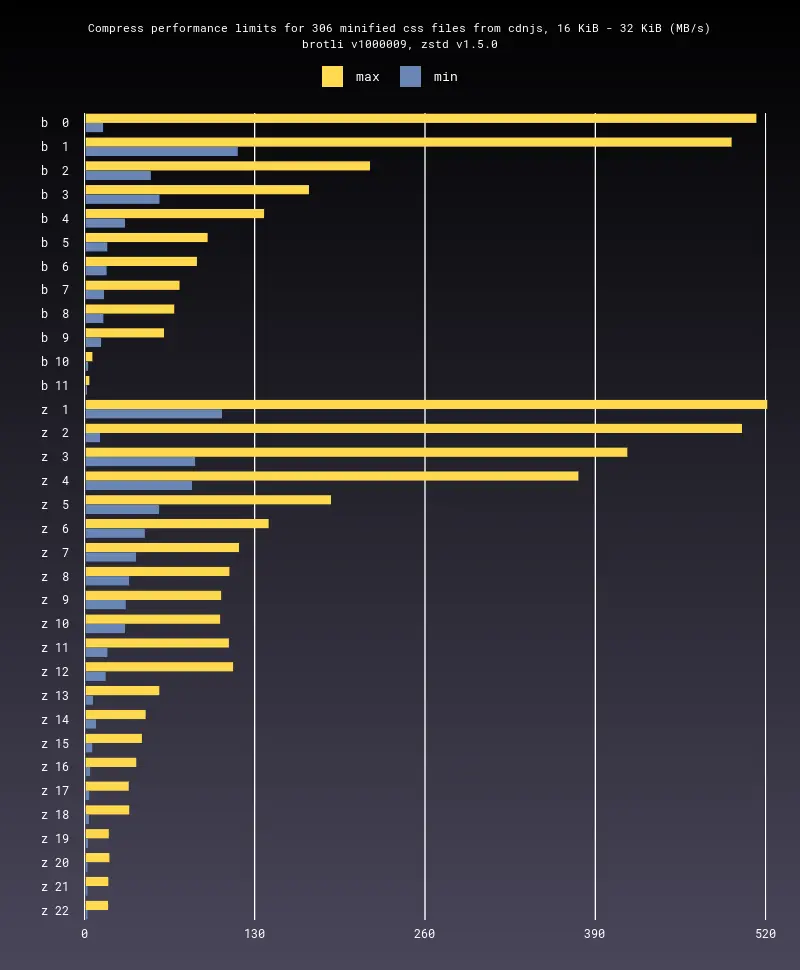 Compress performance limits for 306 minified css files from cdnjs, 16 KiB - 32 KiB (MB/s)
brotli v1000009, zstd v1.5.0
max min
b 0
b 1
b 2
b 3
b 4
b 5
b 6
b 7
b 8
b 9
b 10
b 11
z 1
z 2
z 3
z 4
z 5
z 6
z 7
z 8
z 9
z 10
z 11
z 12
z 13
z 14
z 15
z 16
z 17
z 18
z 19
z 20
z 21
z 22
0 130 260 390 520